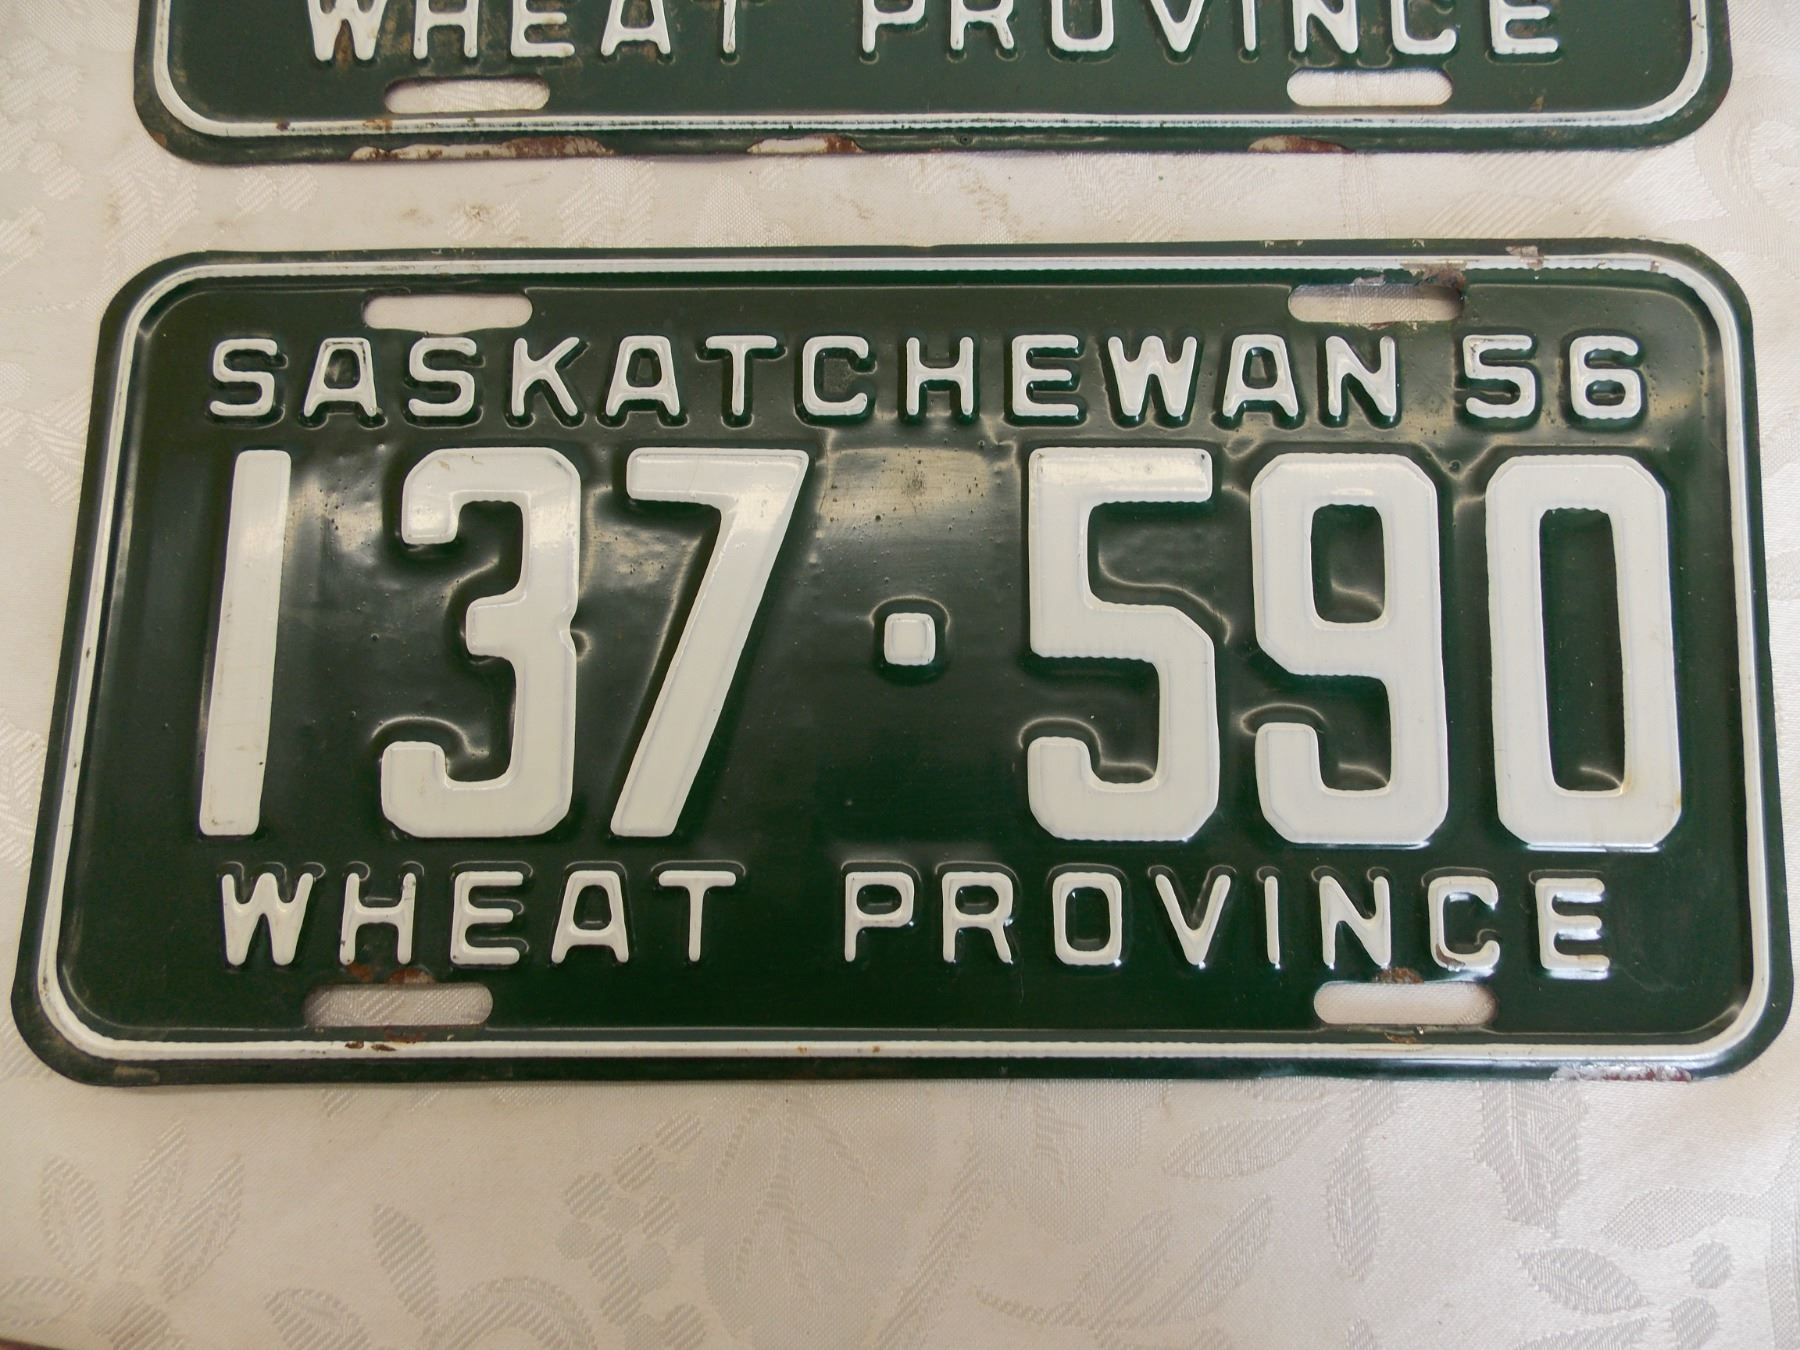 WHEAT PROVINCE
SASKATCHEWAN 56
137·590
WHEAT PROVINCE